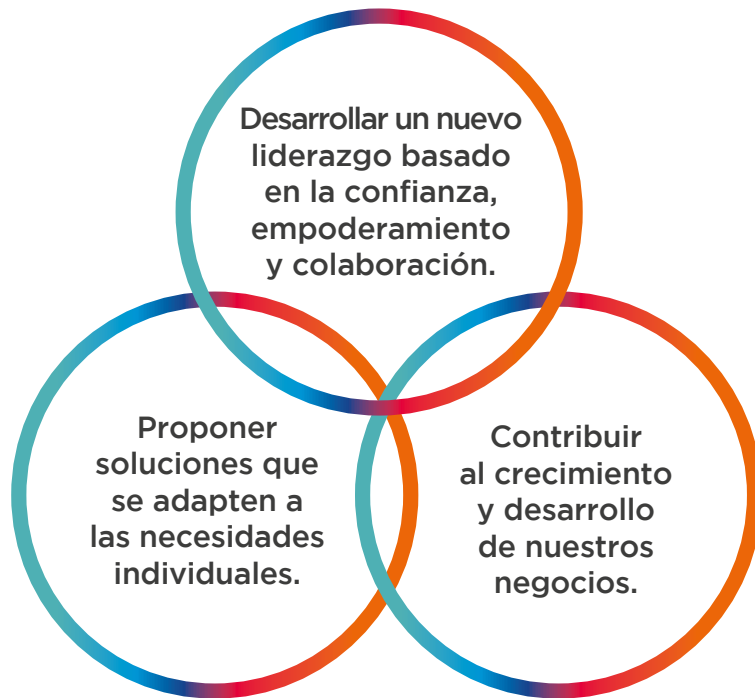 Desarrollar un nuevo
liderazgo basado
en la confianza,
empoderamiento
y colaboración.
Proponer
soluciones que
se adapten a
las necesidades
individuales.
Contribuir
al crecimiento
y desarrollo
de nuestros
negocios.